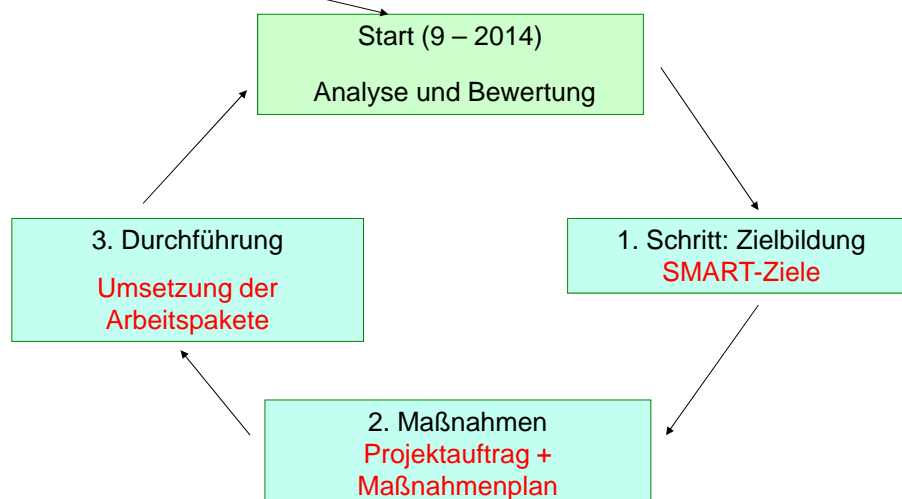 Start (9 – 2014)
Analyse und Bewertung
1. Schritt: Zielbildung
SMART-Ziele
2. Maßnahmen
Projektauftrag +
Maßnahmenplan
3. Durchführung
Umsetzung der
Arbeitspakete